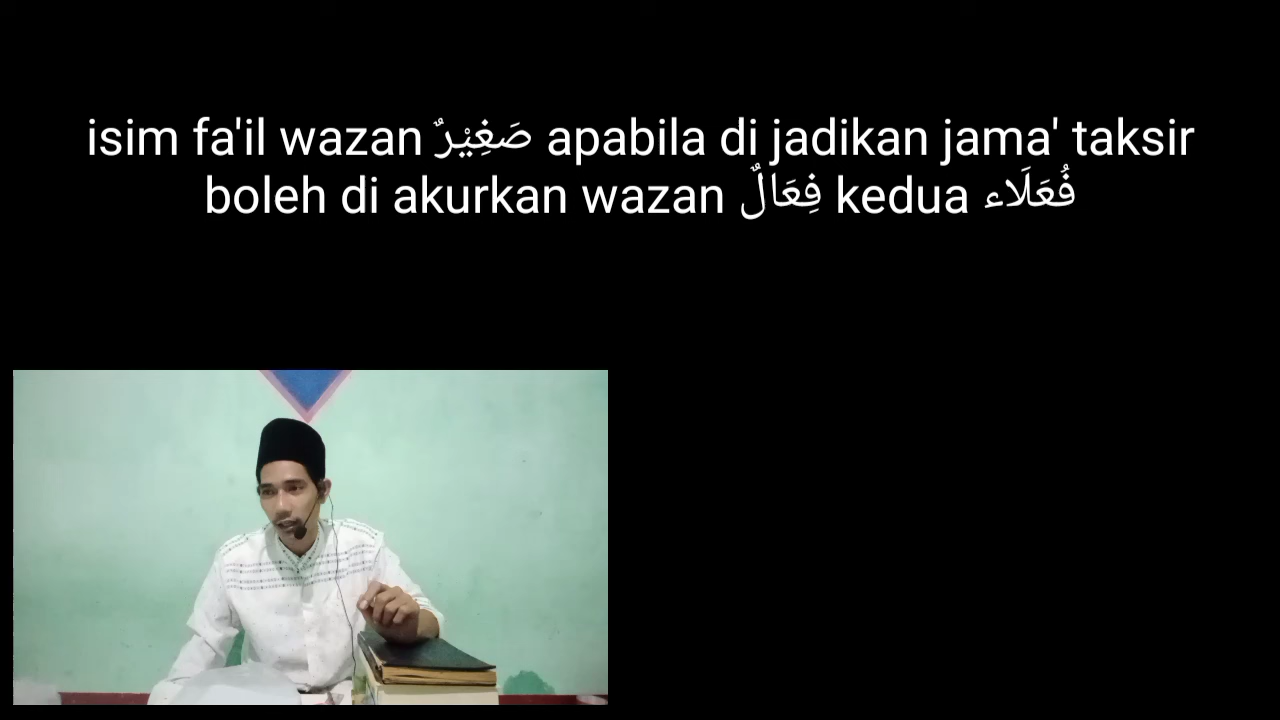 isim fa'il wazan صَغِيْرٌ apabila di jadikan jama' taksir
boleh di akurkan wazan فِعَالٌ kedua فُعَلَاء